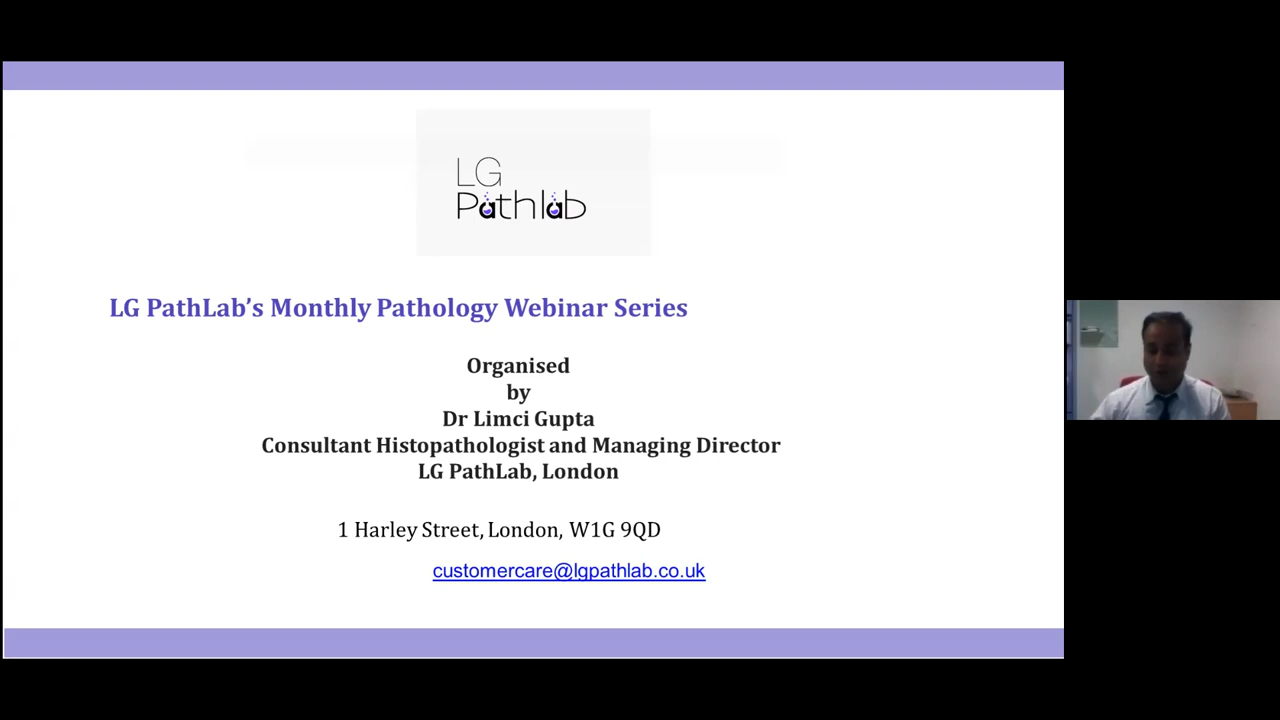 LG
Pathlab
LG PathLab’s Monthly Pathology Webinar Series
Organised
by
Dr Limci Gupta
Consultant Histopathologist and Managing Director
LG PathLab, London
1 Harley Street, London, W1G 9QD
customercare@lgpathlab.co.uk